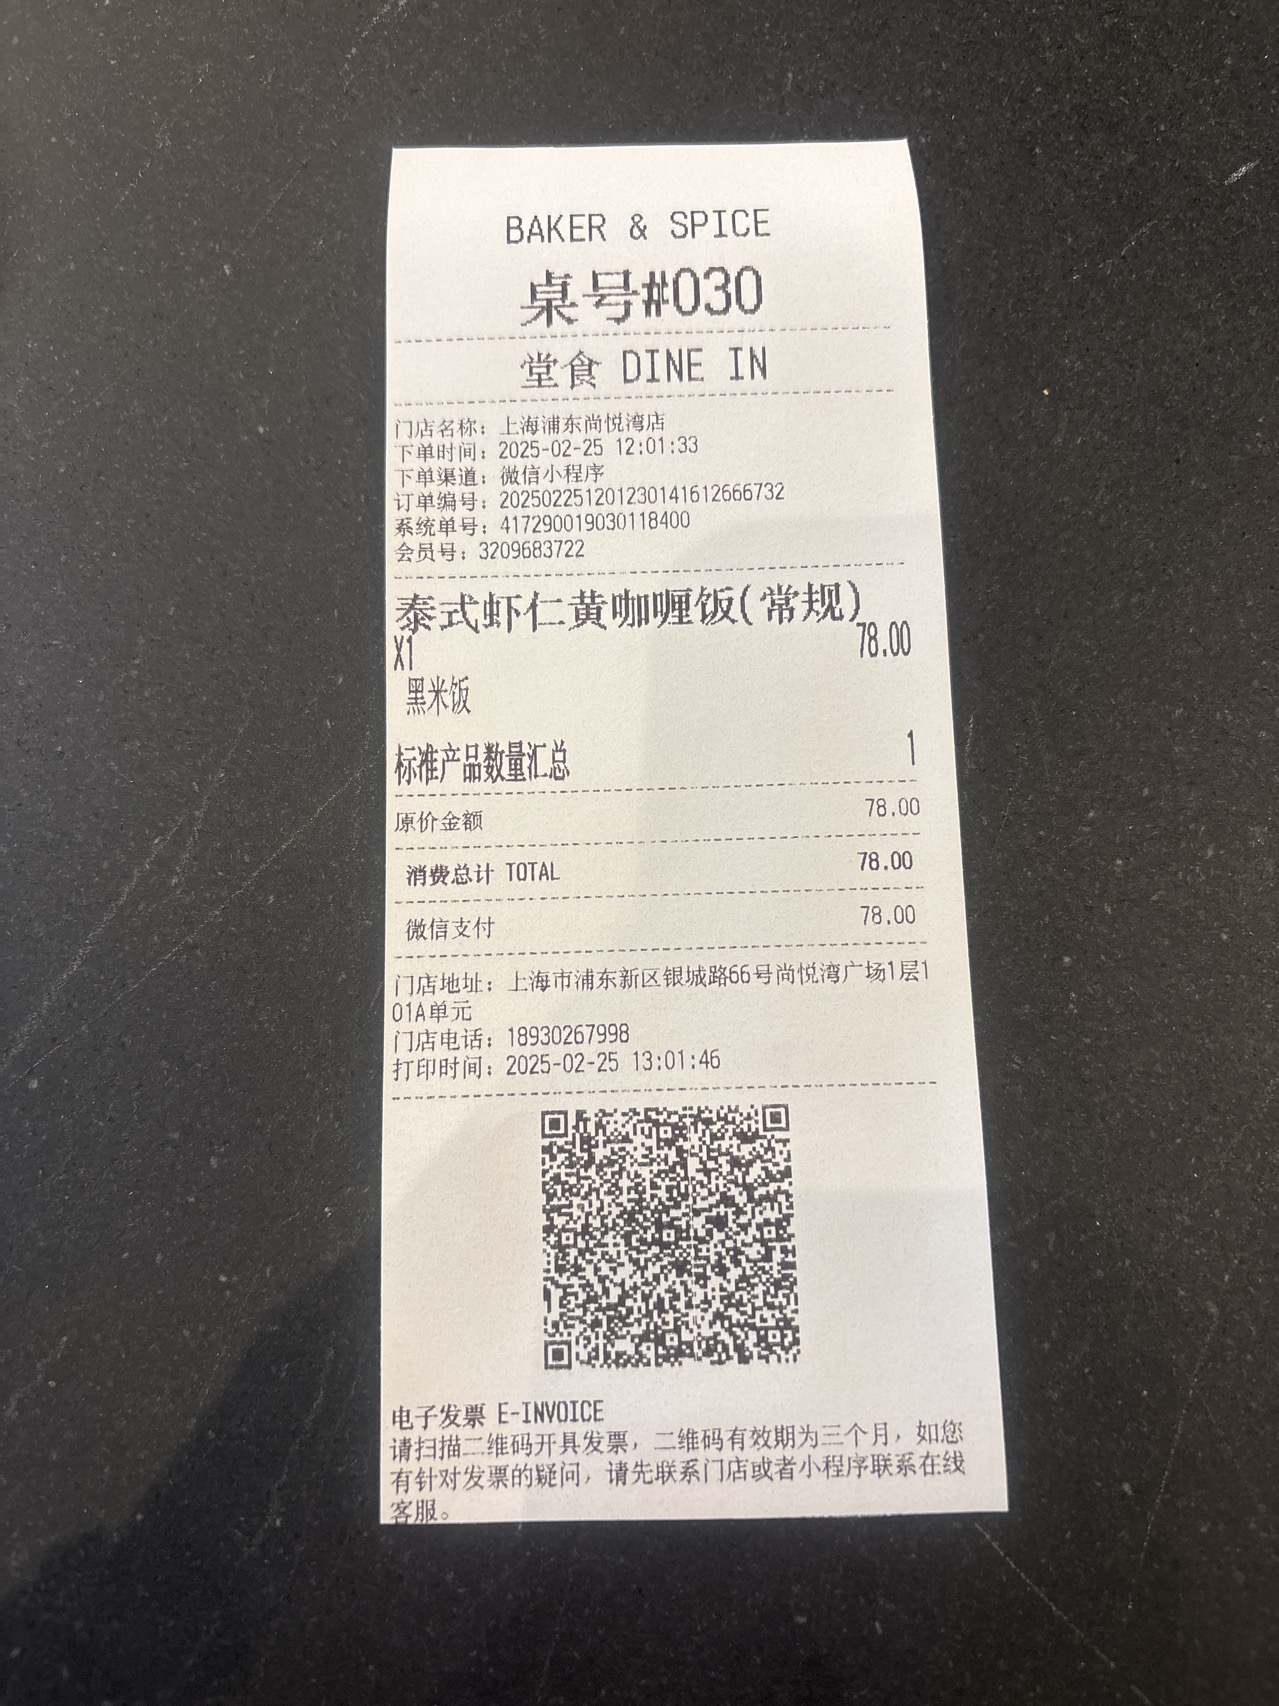 BAKER & SPICE
桌号#030
堂食 DINE IN
门店名称：上海浦东尚悦湾店
下单时间：2025-02-25 12:01:33
下单渠道：微信小程序
订单编号：2025022512012301416126​66732
系统单号：417290019030118400
会员号：3209683722
泰式虾仁黄咖喱饭(常规)
X1 78.00
黑米饭
标准产品数量汇总 1
原价金额 78.00
消费总计 TOTAL 78.00
微信支付 78.00
门店地址：上海市浦东新区银城路66号尚悦湾广场1层1
01A单元
门店电话：18930267998
打印时间：2025-02-25 13:01:46
电子发票 E-INVOICE
请扫描二维码开具发票，二维码有效期为三个月，如您
有针对发票的疑问，请先联系门店或者小程序联系在线
客服。